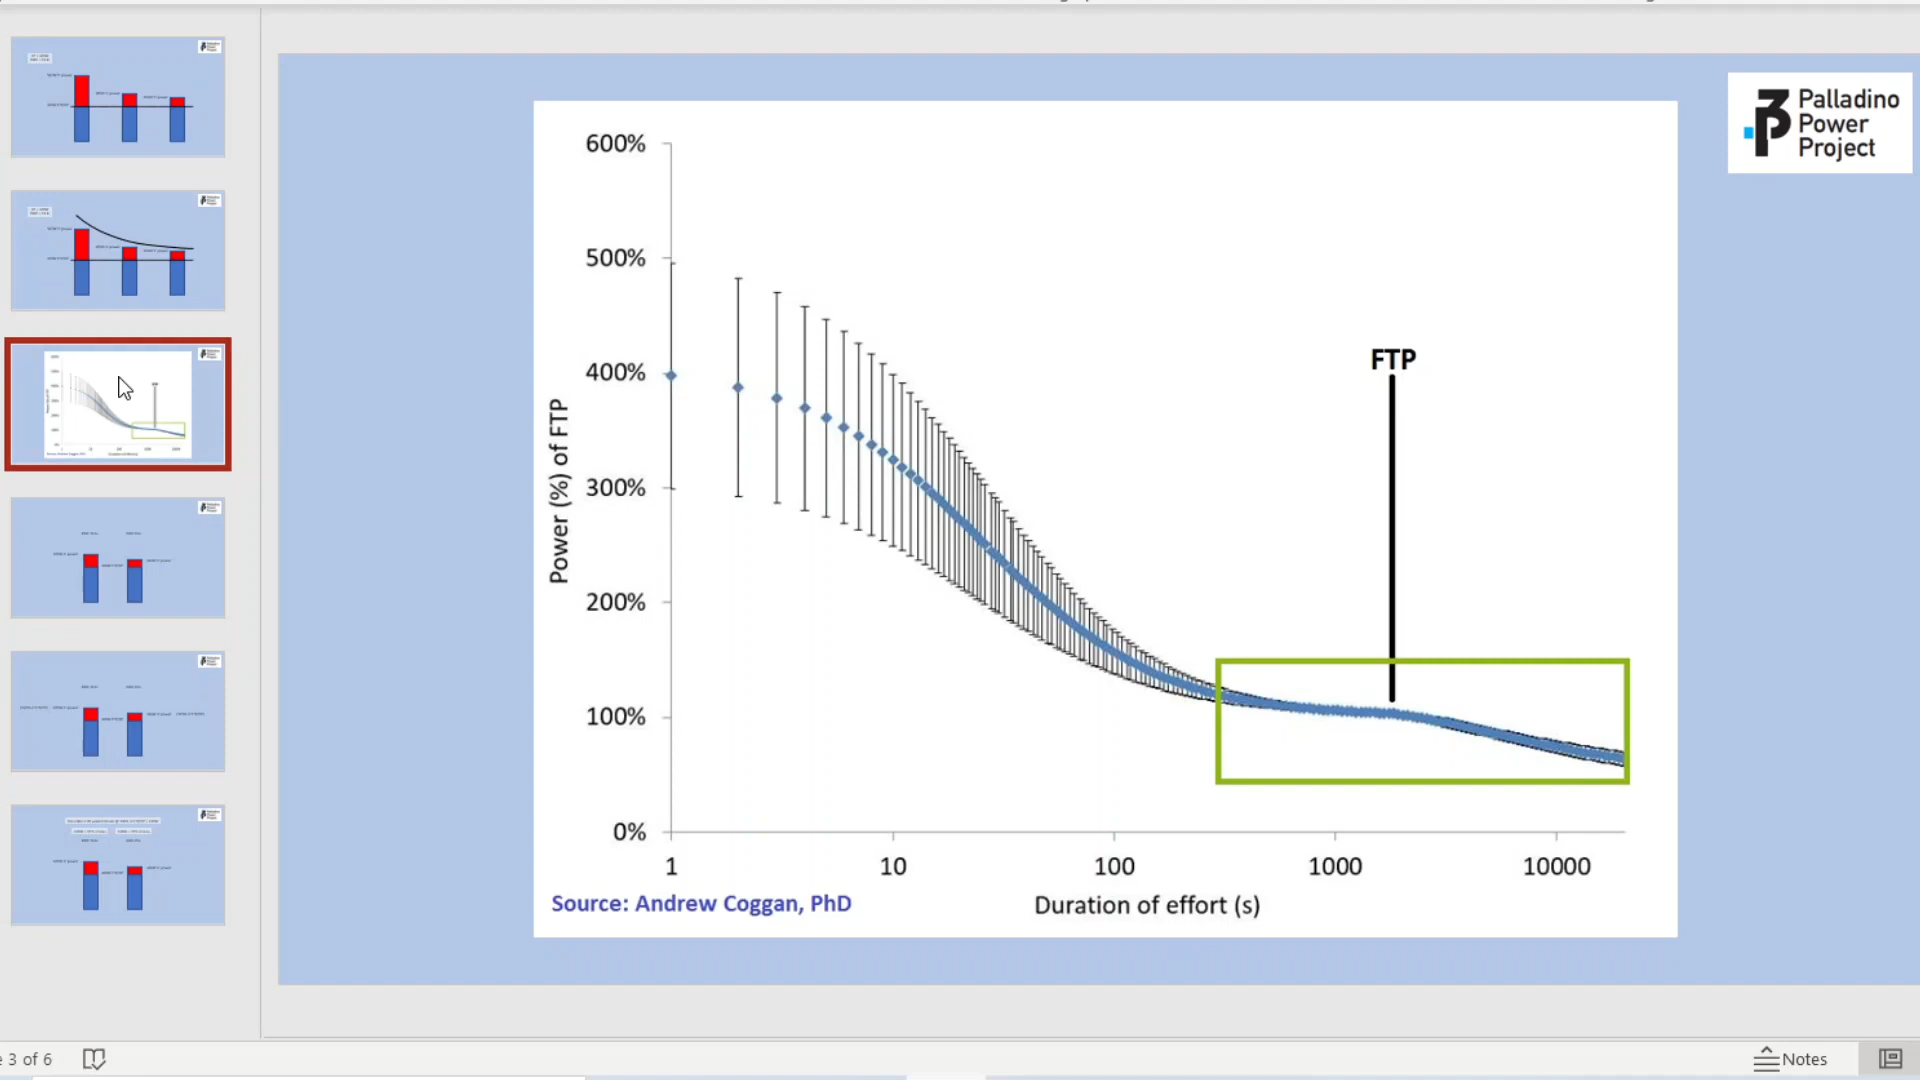 Palladino
Power
Project
600%
500%
400%
300%
200%
100%
0%
Power (%) of FTP
FTP
1
10
100
1000
10000
Source: Andrew Coggan, PhD
Duration of effort (s)
3 of 6
Notes